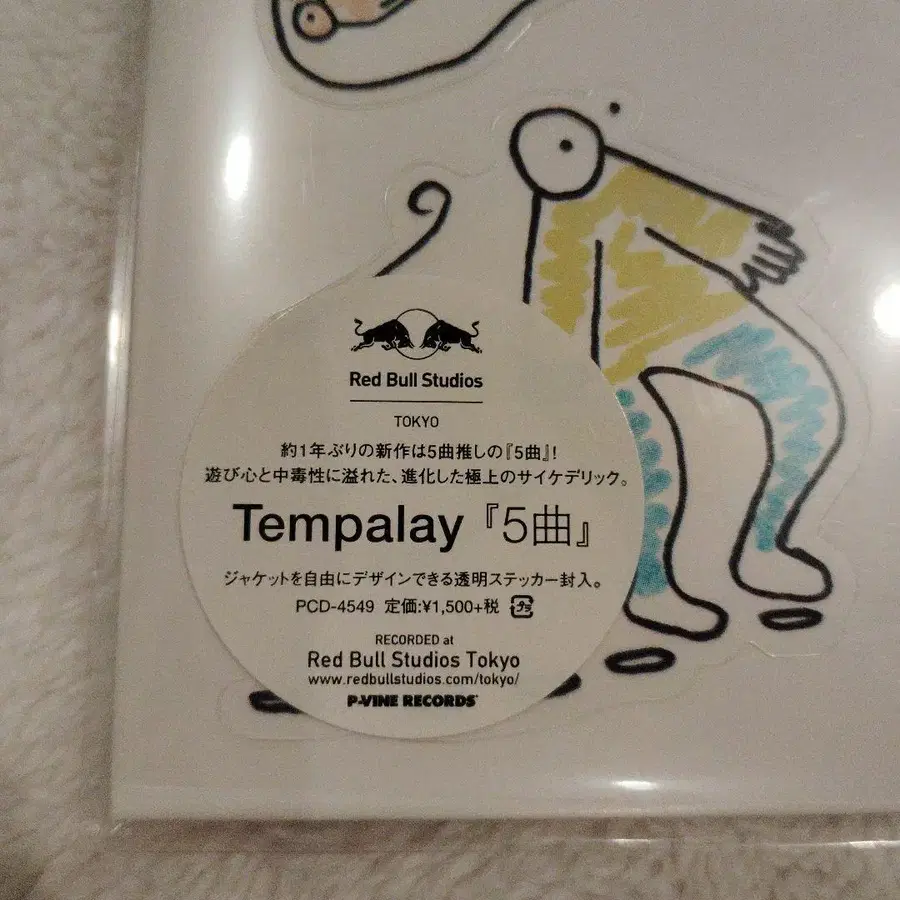 Red Bull Studios
TOKYO
約1年ぶりの新作は5曲推しの『5曲』!
遊び心と中毒性に溢れた、進化した極上のサイケデリック。
Tempalay『5曲』
ジャケットを自由にデザインできる透明ステッカー封入。
PCD-4549 定価:¥1,500+税 プラ
RECORDED at
Red Bull Studios Tokyo
www.redbullstudios.com/tokyo/
P-VINE RECORDS